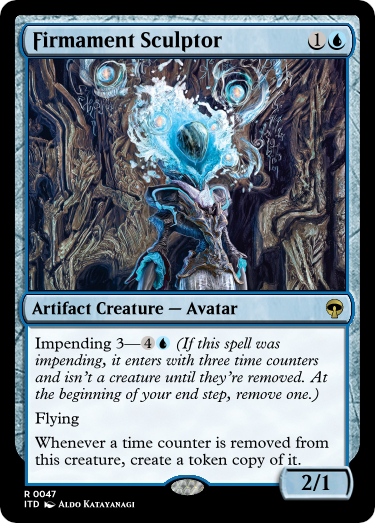 Firmament Sculptor 1
Artifact Creature — Avatar
Impending 3—4 (If this spell was
impending, it enters with three time counters
and isn't a creature until they're removed. At
the beginning of your end step, remove one.)
Flying
Whenever a time counter is removed from
this creature, create a token copy of it.
2/1
R 0047
ITD Aldo Katayanagi